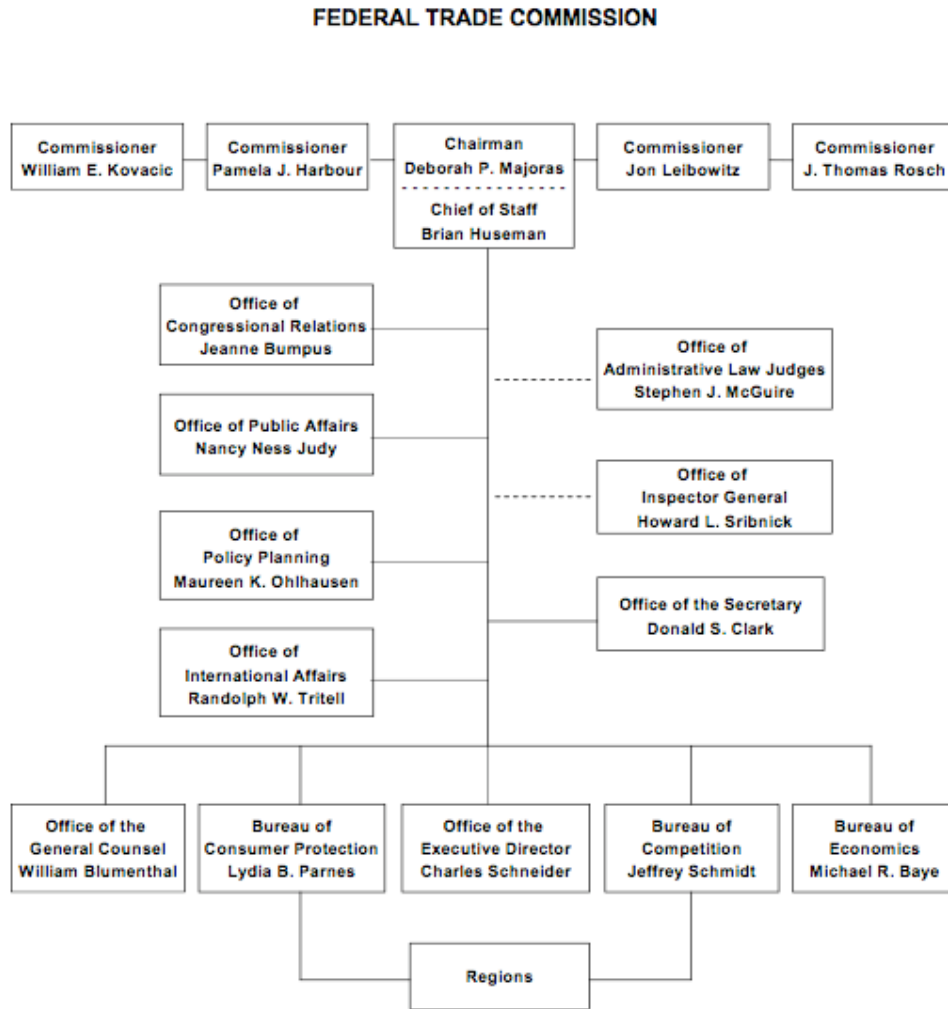 FEDERAL TRADE COMMISSION
Commissioner
William E. Kovacic
Commissioner
Pamela J. Harbour
Chairman
Deborah P. Majoras
Chief of Staff
Brian Huseman
Commissioner
Jon Leibowitz
Commissioner
J. Thomas Rosch
Office of
Congressional Relations
Jeanne Bumpus
Office of
Administrative Law Judges
Stephen J. McGuire
Office of Public Affairs
Nancy Ness Judy
Office of
Inspector General
Howard L. Sribnick
Office of
Policy Planning
Maureen K. Ohlhausen
Office of the Secretary
Donald S. Clark
Office of
International Affairs
Randolph W. Tritell
Office of the
General Counsel
William Blumenthal
Bureau of
Consumer Protection
Lydia B. Parnes
Office of the
Executive Director
Charles Schneider
Bureau of
Competition
Jeffrey Schmidt
Bureau of
Economics
Michael R. Baye
Regions